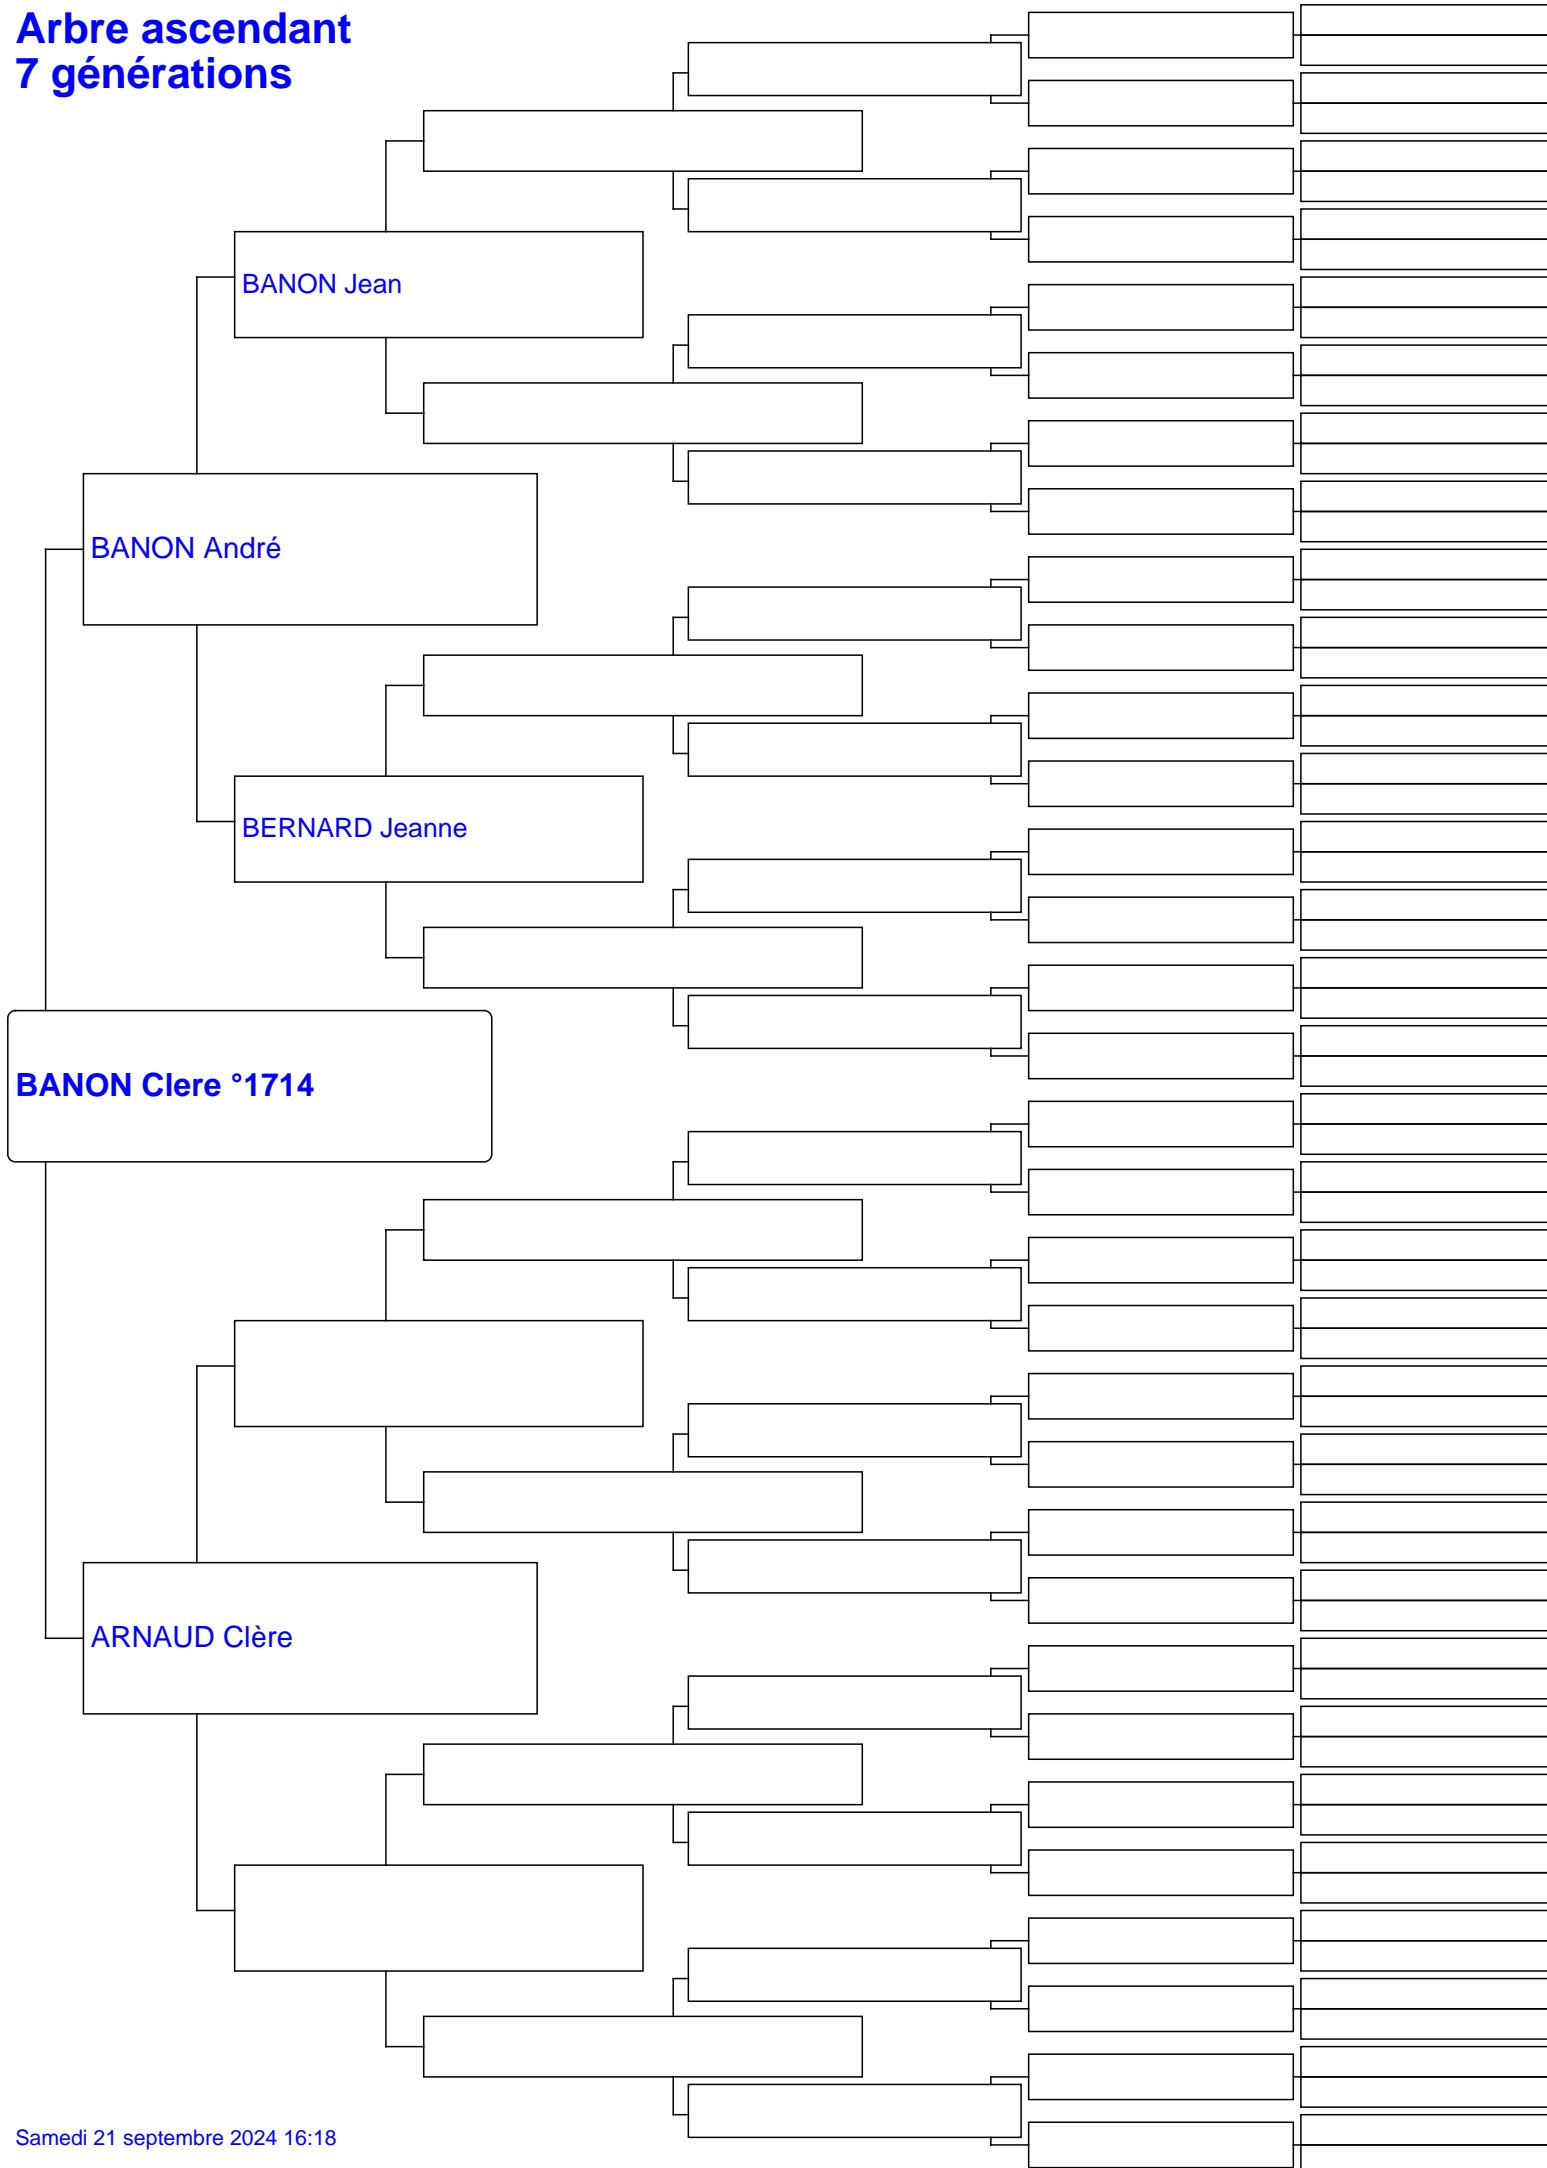 Arbre ascendant
7 générations
BANON Jean
BANON André
BERNARD Jeanne
BANON Clere °1714
ARNAUD Clère
Samedi 21 septembre 2024 16:18